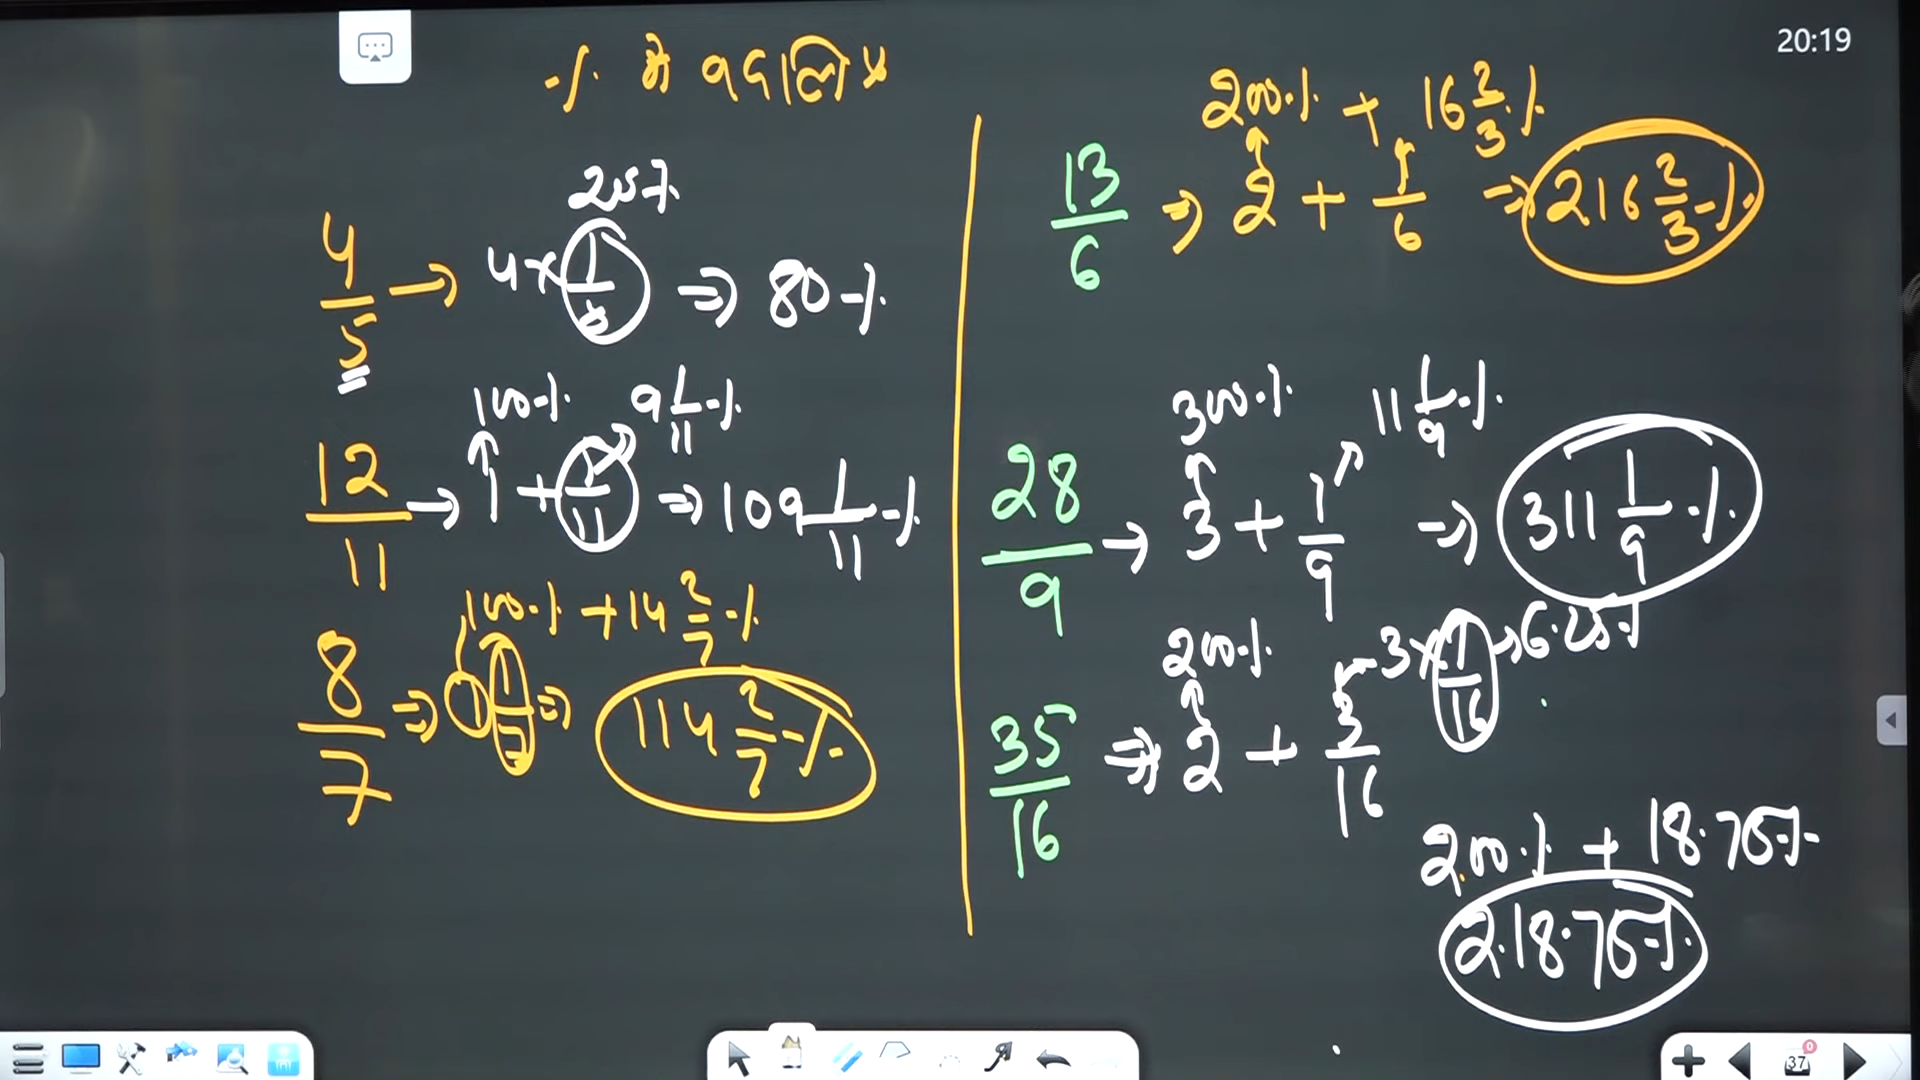 % में बदलिए
20:19
25%
4/5 → 4 × 1/5 ⇒ 80%
100% 9 1/11 %
12/11 → 1 + 1/11 ⇒ 109 1/11 %
100% + 14 2/7 %
8/7 ⇒ 1 1/7 ⇒ 114 2/7 %
200% + 16 2/3 %
13/6 ⇒ 2 + 1/6 ⇒ 216 2/3 %
300% 11 1/9 %
28/9 → 3 + 1/9 ⇒ 311 1/9 %
200% 3 × 1/16 → 6.25%
35/16 ⇒ 2 + 3/16
200% + 18.75%
218.75%
37
0